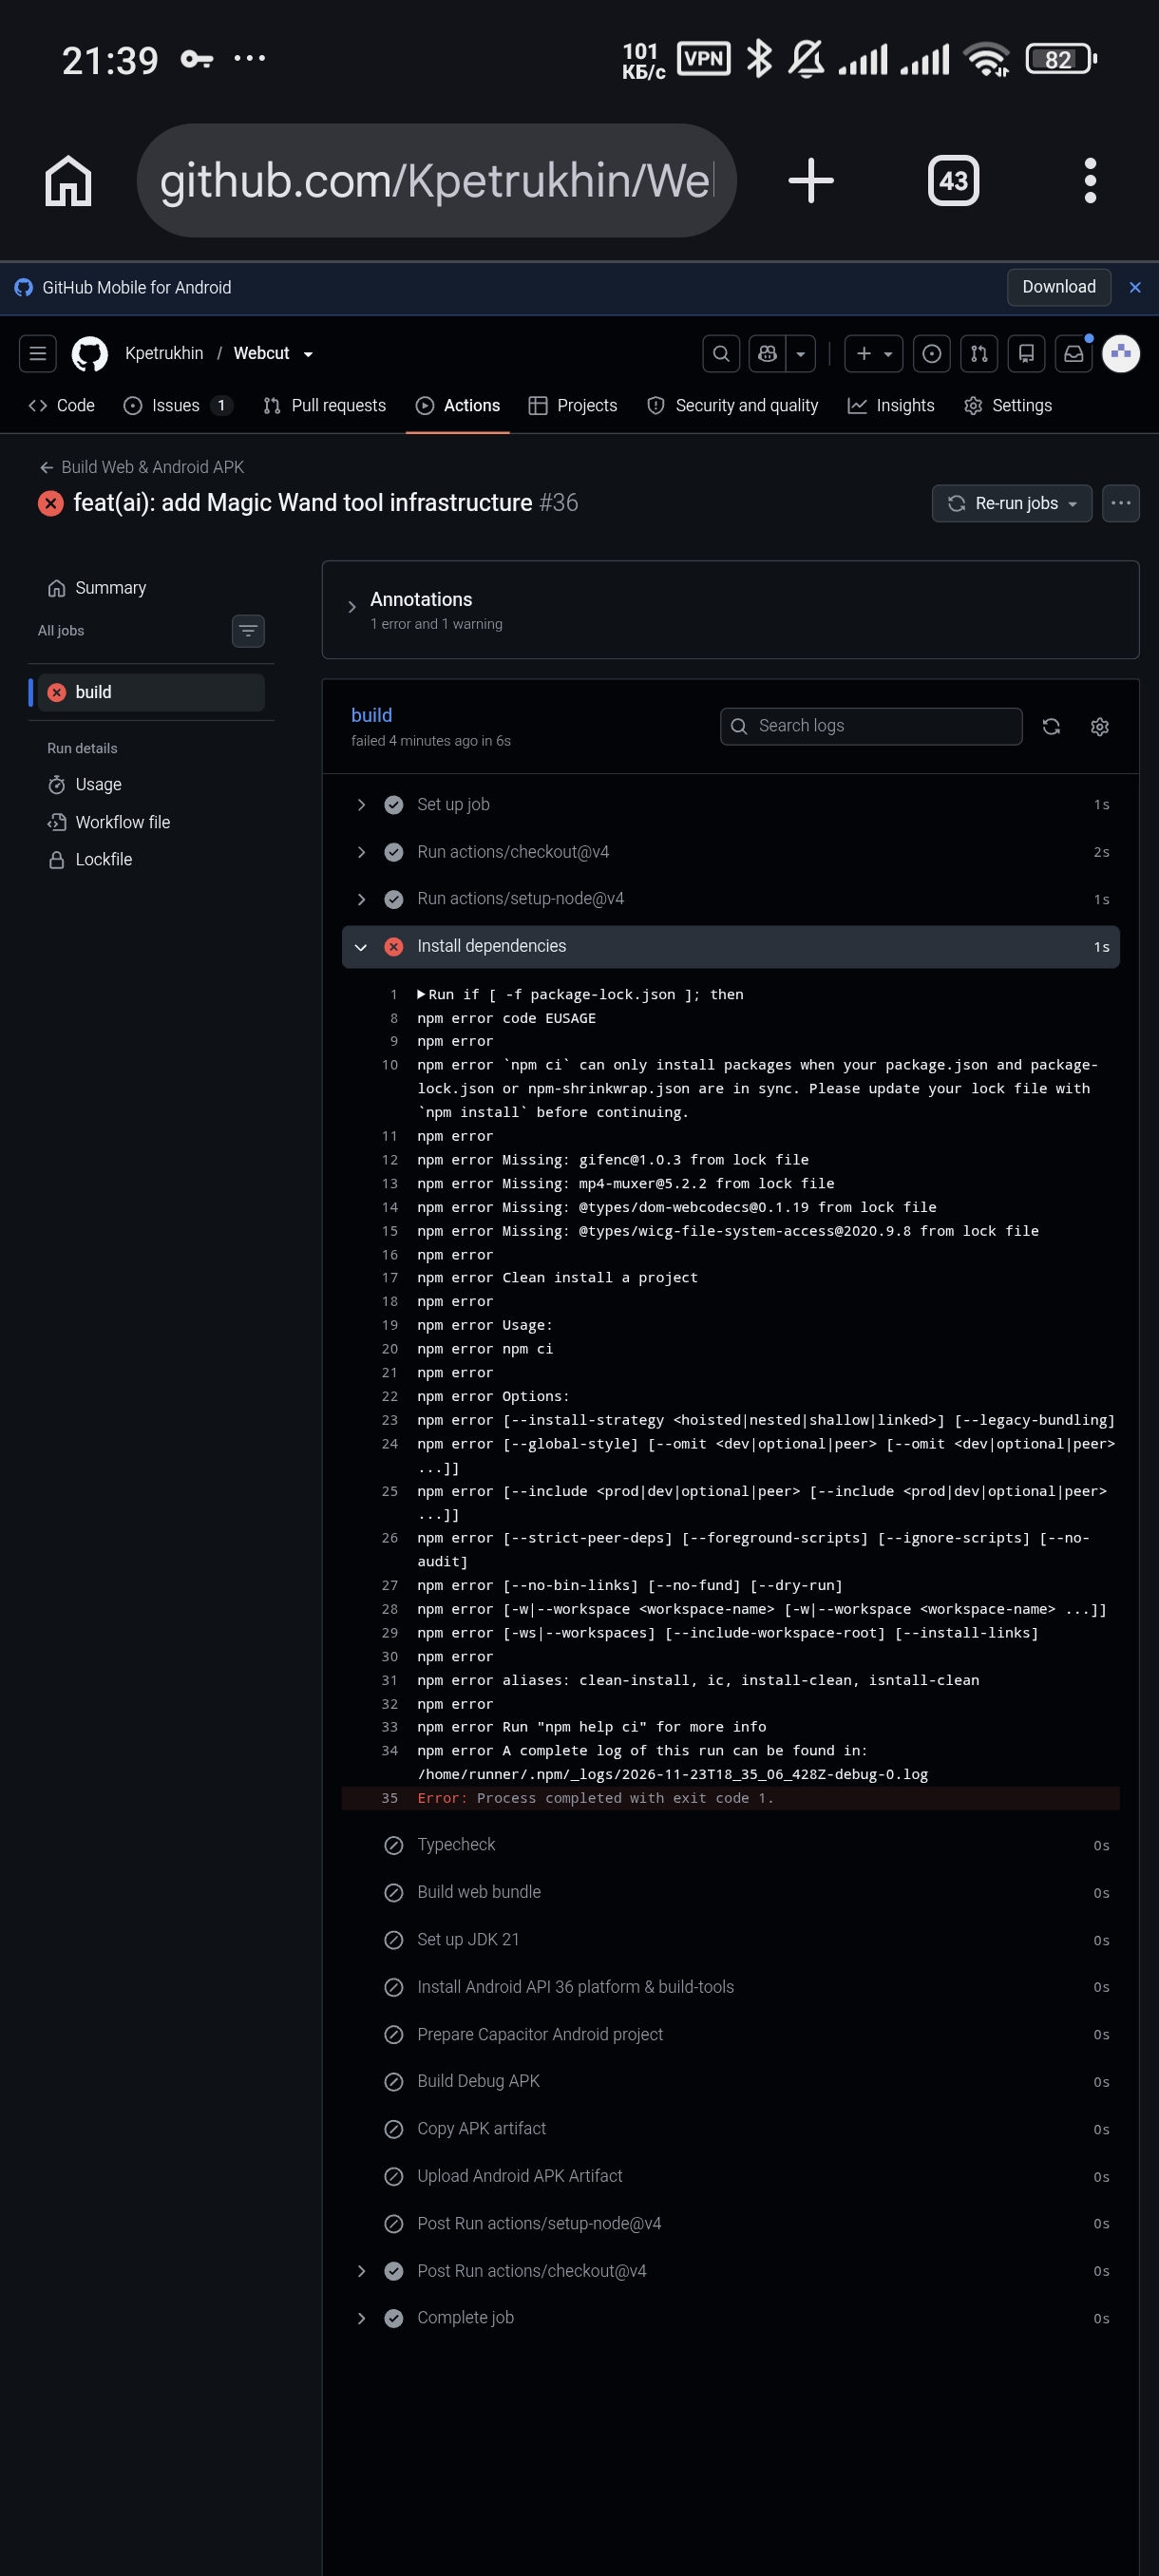 21:39 ...
101 КБ/с VPN 82
github.com/Kpetrukhin/We
43
GitHub Mobile for Android Download
Kpetrukhin / Webcut
Code Issues 1 Pull requests Actions Projects Security and quality Insights Settings
Build Web & Android APK
feat(ai): add Magic Wand tool infrastructure #36
Re-run jobs
Summary
All jobs
build
Run details
Usage
Workflow file
Lockfile
Annotations
1 error and 1 warning
build
failed 4 minutes ago in 6s
Search logs
Set up job 1s
Run actions/checkout@v4 2s
Run actions/setup-node@v4 1s
Install dependencies 1s
1 Run if [ -f package-lock.json ]; then
8 npm error code EUSAGE
9 npm error
10 npm error `npm ci` can only install packages when your package.json and package-
lock.json or npm-shrinkwrap.json are in sync. Please update your lock file with
`npm install` before continuing.
11 npm error
12 npm error Missing: gifenc@1.0.3 from lock file
13 npm error Missing: mp4-muxer@5.2.2 from lock file
14 npm error Missing: @types/dom-webcodecs@0.1.19 from lock file
15 npm error Missing: @types/wicg-file-system-access@2020.9.8 from lock file
16 npm error
17 npm error Clean install a project
18 npm error
19 npm error Usage:
20 npm error npm ci
21 npm error
22 npm error Options:
23 npm error [--install-strategy <hoisted|nested|shallow|linked>] [--legacy-bundling]
24 npm error [--global-style] [--omit <dev|optional|peer> [--omit <dev|optional|peer>
...]]
25 npm error [--include <prod|dev|optional|peer> [--include <prod|dev|optional|peer>
...]]
26 npm error [--strict-peer-deps] [--foreground-scripts] [--ignore-scripts] [--no-
audit]
27 npm error [--no-bin-links] [--no-fund] [--dry-run]
28 npm error [-w|--workspace <workspace-name> [-w|--workspace <workspace-name> ...]]
29 npm error [-ws|--workspaces] [--include-workspace-root] [--install-links]
30 npm error
31 npm error aliases: clean-install, ic, install-clean, isntall-clean
32 npm error
33 npm error Run "npm help ci" for more info
34 npm error A complete log of this run can be found in:
/home/runner/.npm/_logs/2026-11-23T18_35_06_428Z-debug-0.log
35 Error: Process completed with exit code 1.
Typecheck 0s
Build web bundle 0s
Set up JDK 21 0s
Install Android API 36 platform & build-tools 0s
Prepare Capacitor Android project 0s
Build Debug APK 0s
Copy APK artifact 0s
Upload Android APK Artifact 0s
Post Run actions/setup-node@v4 0s
Post Run actions/checkout@v4 0s
Complete job 0s